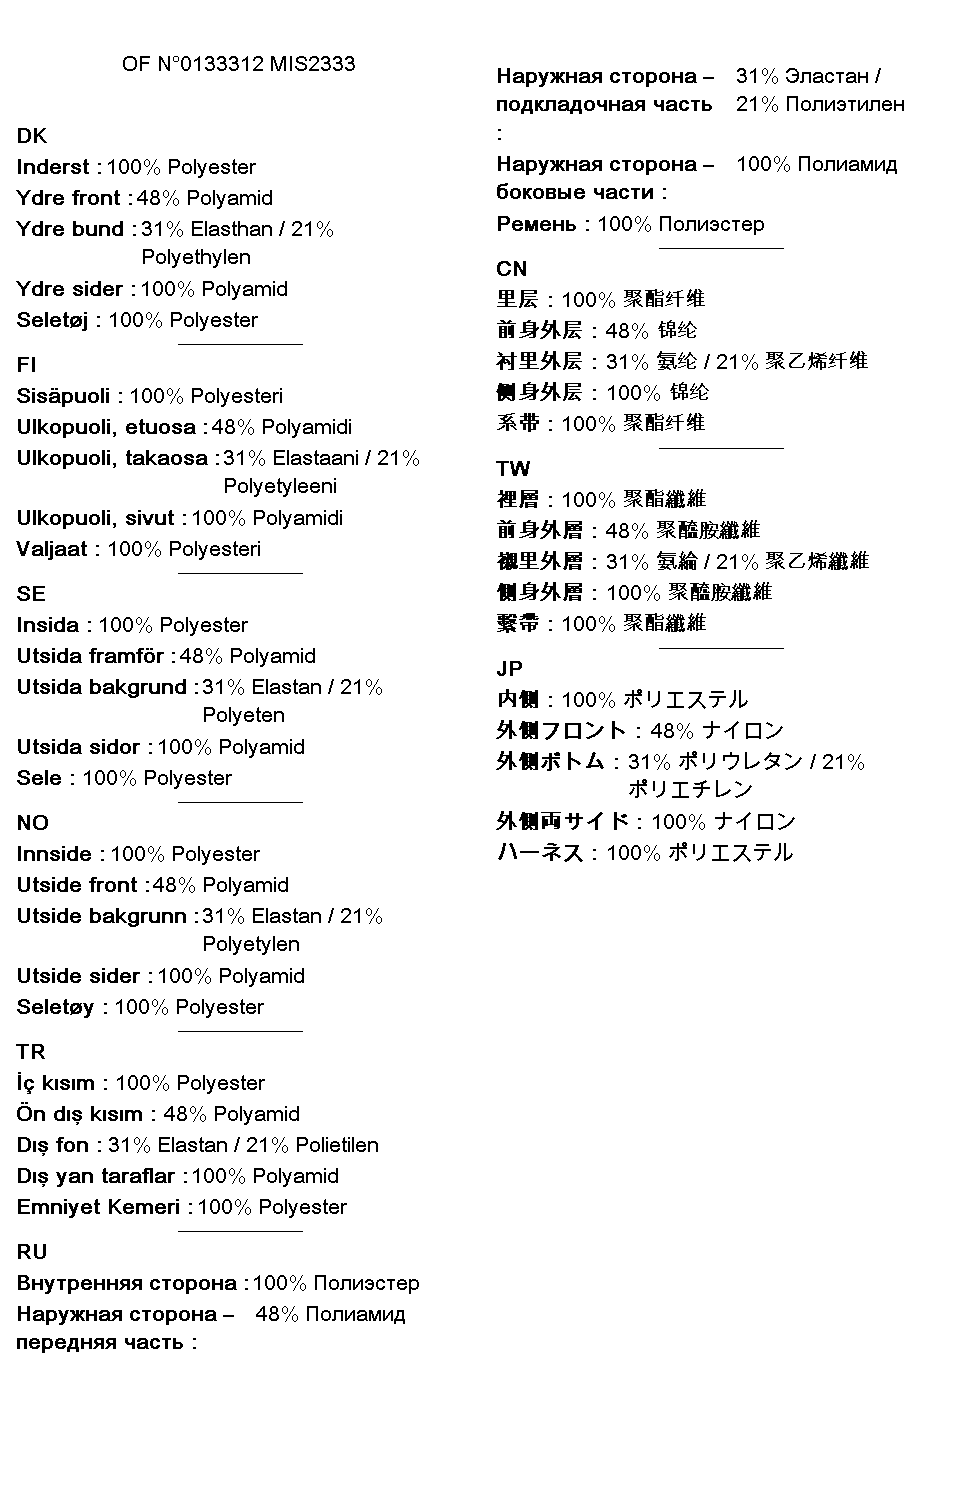 OF N°0133312 MIS2333
DK
Inderst : 100% Polyester
Ydre front : 48% Polyamid
Ydre bund : 31% Elasthan / 21%
Polyethylen
Ydre sider : 100% Polyamid
Seletøj : 100% Polyester
FI
Sisäpuoli : 100% Polyesteri
Ulkopuoli, etuosa : 48% Polyamidi
Ulkopuoli, takaosa : 31% Elastaani / 21%
Polyetyleeni
Ulkopuoli, sivut : 100% Polyamidi
Valjaat : 100% Polyesteri
SE
Insida : 100% Polyester
Utsida framför : 48% Polyamid
Utsida bakgrund : 31% Elastan / 21%
Polyeten
Utsida sidor : 100% Polyamid
Sele : 100% Polyester
NO
Innside : 100% Polyester
Utside front : 48% Polyamid
Utside bakgrunn : 31% Elastan / 21%
Polyetylen
Utside sider : 100% Polyamid
Seletøy : 100% Polyester
TR
İç kısım : 100% Polyester
Ön dış kısım : 48% Polyamid
Dış fon : 31% Elastan / 21% Polietilen
Dış yan taraflar : 100% Polyamid
Emniyet Kemeri : 100% Polyester
RU
Внутренняя сторона : 100% Полиэстер
Наружная сторона – 48% Полиамид
передняя часть :
Наружная сторона – 31% Эластан /
подкладочная часть 21% Полиэтилен
:
Наружная сторона – 100% Полиамид
боковые части :
Ремень : 100% Полиэстер
CN
里层 : 100% 聚酯纤维
前身外层 : 48% 锦纶
衬里外层 : 31% 氨纶 / 21% 聚乙烯纤维
侧身外层 : 100% 锦纶
系带 : 100% 聚酯纤维
TW
裡層 : 100% 聚酯纖維
前身外層 : 48% 聚醯胺纖維
襯里外層 : 31% 氨綸 / 21% 聚乙烯纖維
側身外層 : 100% 聚醯胺纖維
繫帶 : 100% 聚酯纖維
JP
内側 : 100% ポリエステル
外側フロント : 48% ナイロン
外側ボトム : 31% ポリウレタン / 21%
ポリエチレン
外側両サイド : 100% ナイロン
ハーネス : 100% ポリエステル